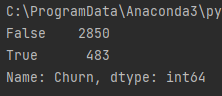 C:\ProgramData\Anaconda3\py
False    2850
True      483
Name: Churn, dtype: int64